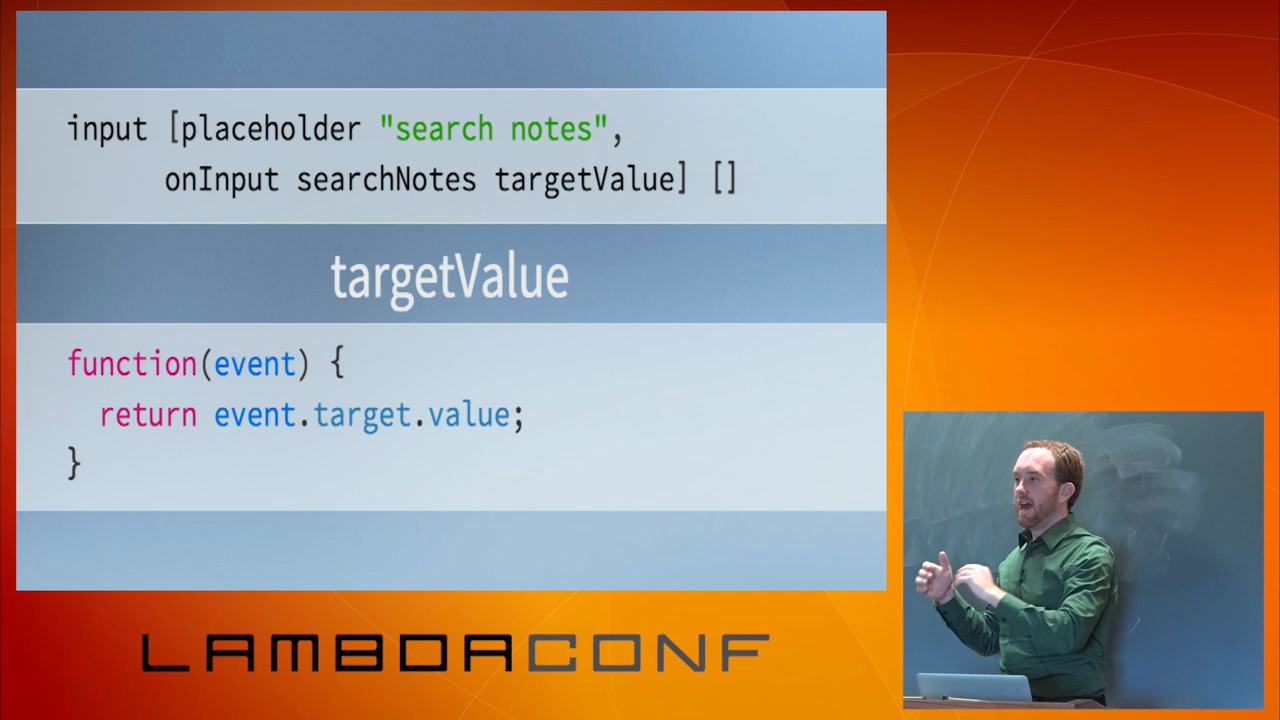 input [placeholder "search notes",
onInput searchNotes targetValue] []
targetValue
function(event) {
return event.target.value;
}
LAMBDACONF